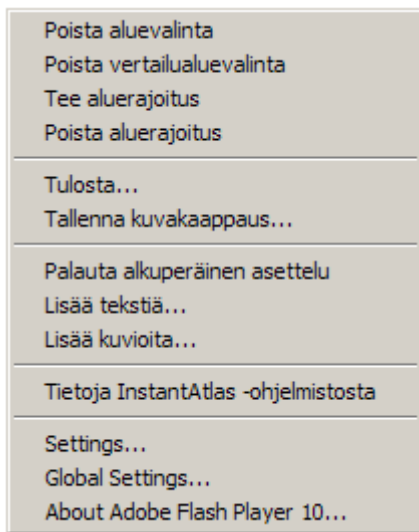 Poista aluevalinta
Poista vertailualuevalinta
Tee aluerajoitus
Poista aluerajoitus
Tulosta...
Tallenna kuvakaappaus...
Palauta alkuperäinen asettelu
Lisää tekstiä...
Lisää kuvioita...
Tietoja InstantAtlas -ohjelmistosta
Settings...
Global Settings...
About Adobe Flash Player 10...